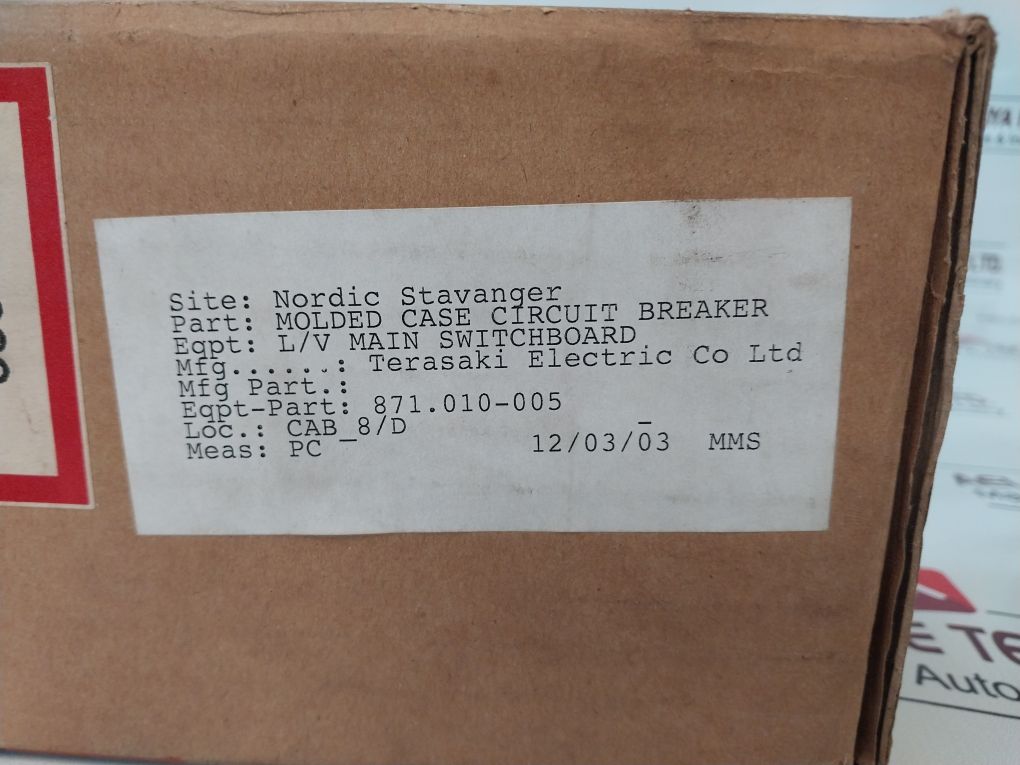 Site: Nordic Stavanger
Part: MOLDED CASE CIRCUIT BREAKER
Eqpt: L/V MAIN SWITCHBOARD
Mfg......: Terasaki Electric Co Ltd
Mfg Part.:
Eqpt-Part: 871.010-005
Loc.: CAB_8/D
Meas: PC 12/03/03 MMS
Auto